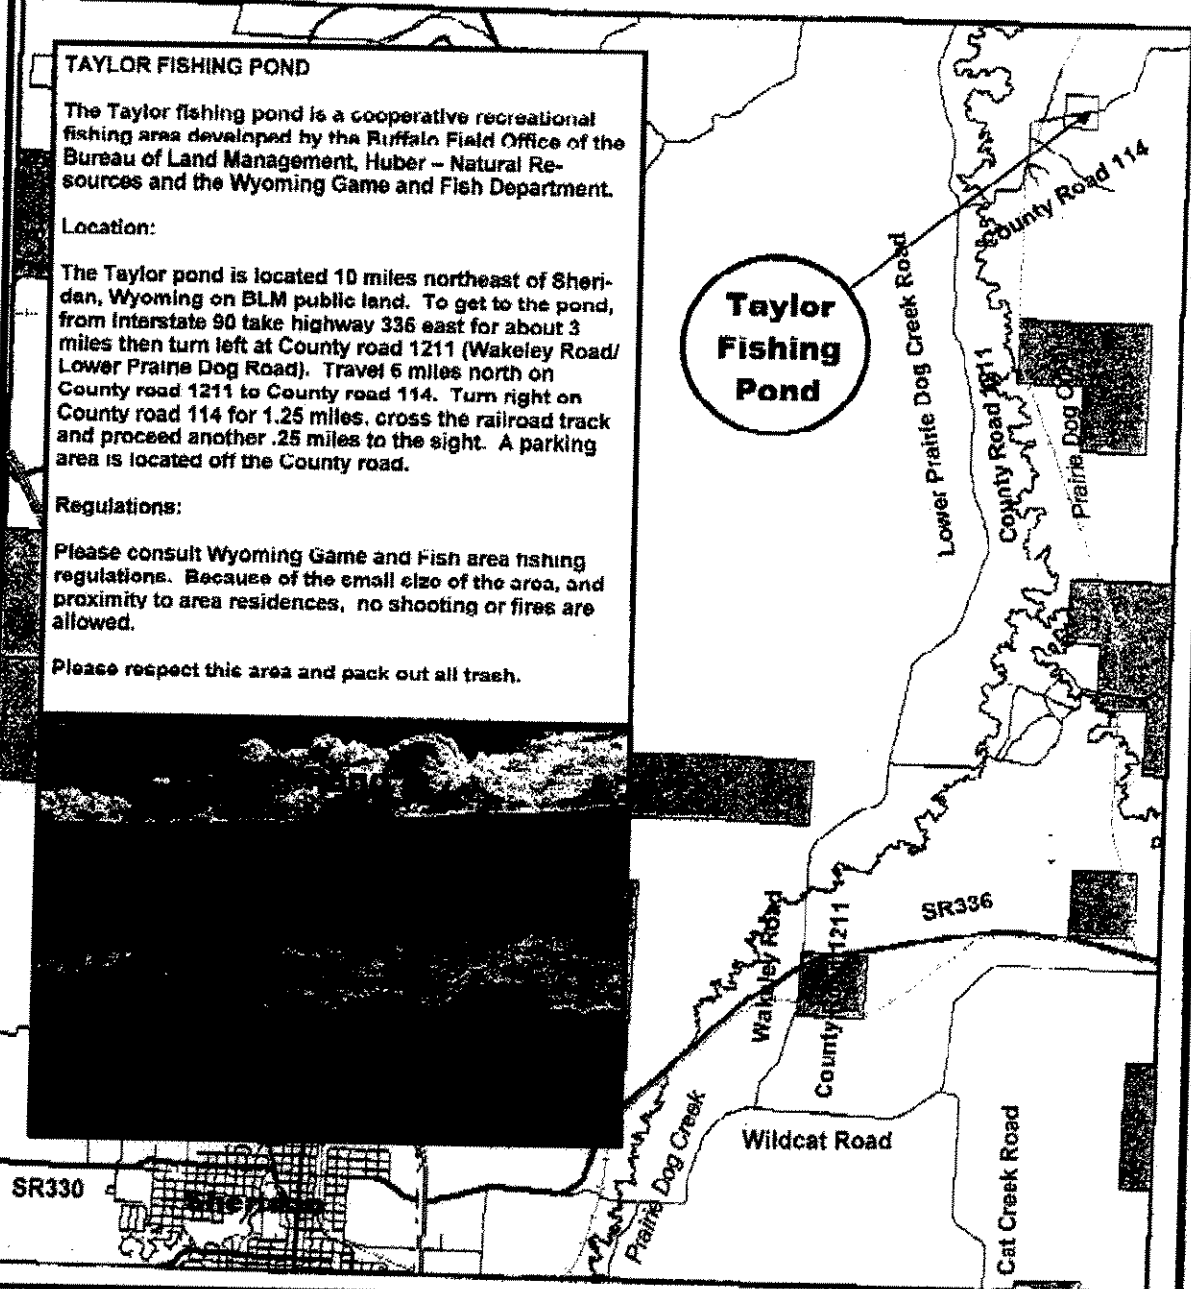 TAYLOR FISHING POND
The Taylor fishing pond is a cooperative recreational
fishing area developed by the Buffalo Field Office of the
Bureau of Land Management, Huber – Natural Re-
sources and the Wyoming Game and Fish Department.
Location:
The Taylor pond is located 10 miles northeast of Sheri-
dan, Wyoming on BLM public land. To get to the pond,
from Interstate 90 take highway 336 east for about 3
miles then turn left at County road 1211 (Wakeley Road/
Lower Prairie Dog Road). Travel 6 miles north on
County road 1211 to County road 114. Turn right on
County road 114 for 1.25 miles, cross the railroad track
and proceed another .25 miles to the sight. A parking
area is located off the County road.
Regulations:
Please consult Wyoming Game and Fish area fishing
regulations. Because of the small size of the area, and
proximity to area residences, no shooting or fires are
allowed.
Please respect this area and pack out all trash.
Taylor
Fishing
Pond
County Road 114
Lower Prairie Dog Creek Road
County Road 1211
Prairie Dog
SR336
Wakeley Road
County 1211
Prairie Dog Creek
Wildcat Road
Cat Creek Road
SR330
Sheridan